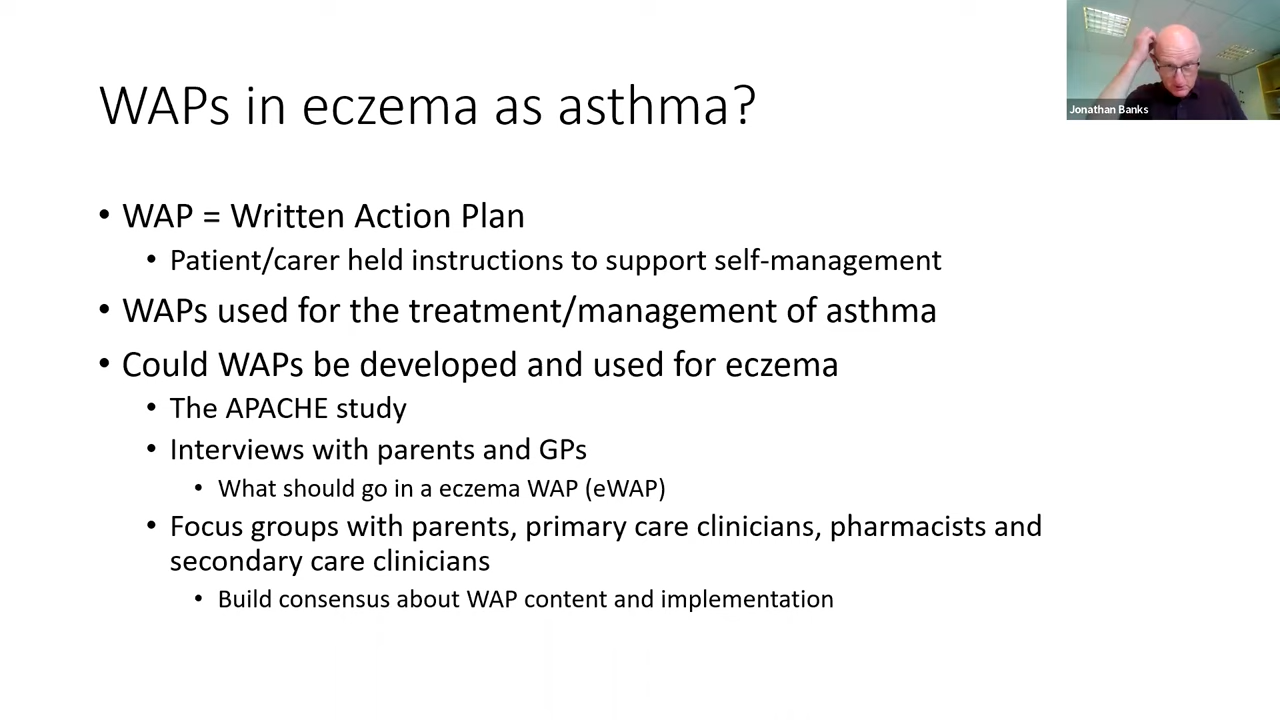 WAPs in eczema as asthma?
Jonathan Banks
• WAP = Written Action Plan
• Patient/carer held instructions to support self-management
• WAPs used for the treatment/management of asthma
• Could WAPs be developed and used for eczema
• The APACHE study
• Interviews with parents and GPs
• What should go in a eczema WAP (eWAP)
• Focus groups with parents, primary care clinicians, pharmacists and
secondary care clinicians
• Build consensus about WAP content and implementation